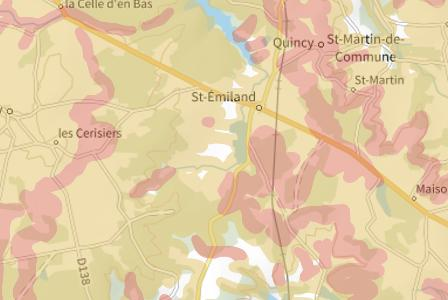 la Celle d'en Bas
Quincy
St-Martin-de-
Commune
St-Martin
St-Émiland
les Cerisiers
Maiso
D138